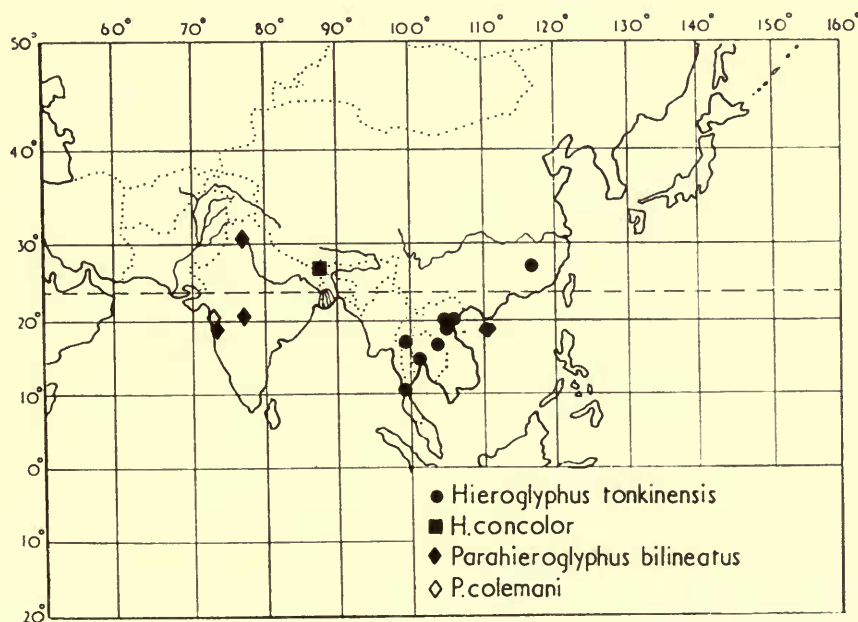 60° 70° 80° 90° 100° 110° 120° 130° 140° 150° 160°
50°
40°
30°
20°
10°
0°
10°
20°
● Hieroglyphus tonkinensis
■ H.concolor
◆ Parahieroglyphus bilineatus
◇ P.colemani